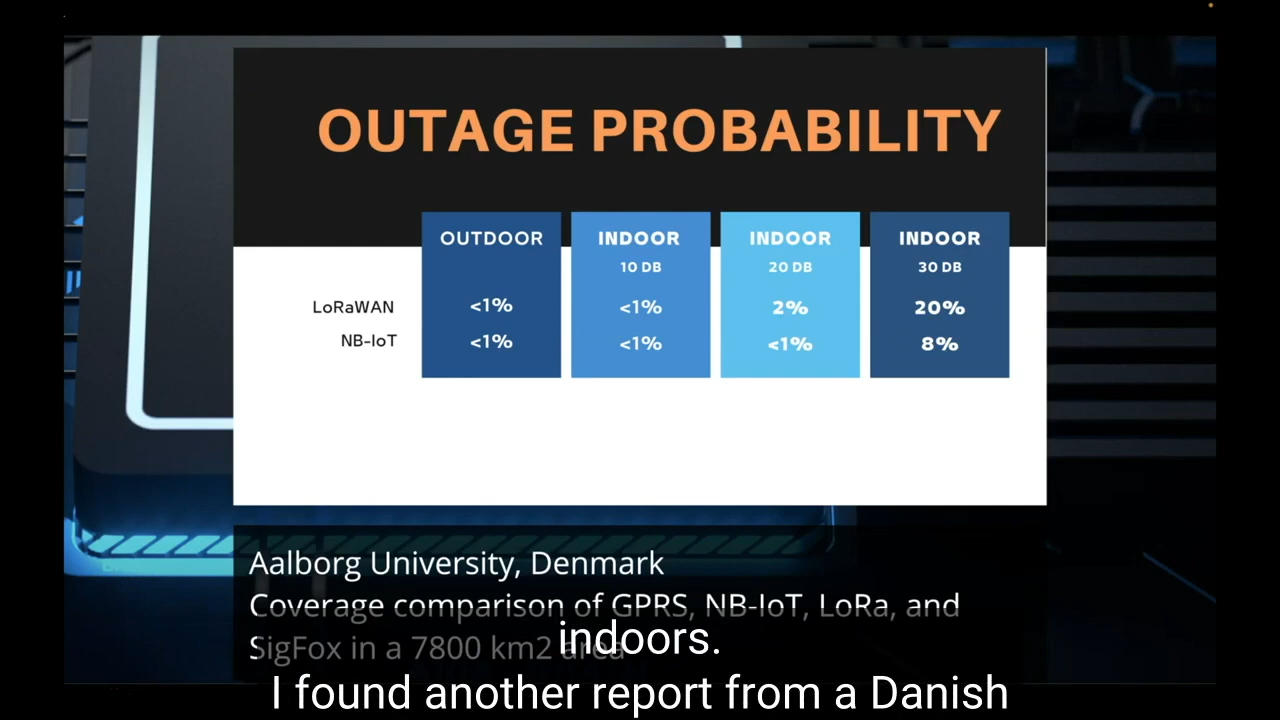 OUTAGE PROBABILITY
OUTDOOR INDOOR INDOOR INDOOR
10 DB 20 DB 30 DB
LoRaWAN <1% <1% 2% 20%
NB-IoT <1% <1% <1% 8%
Aalborg University, Denmark
Coverage comparison of GPRS, NB-IoT, LoRa, and
SigFox in a 7800 km2 area
indoors.
I found another report from a Danish